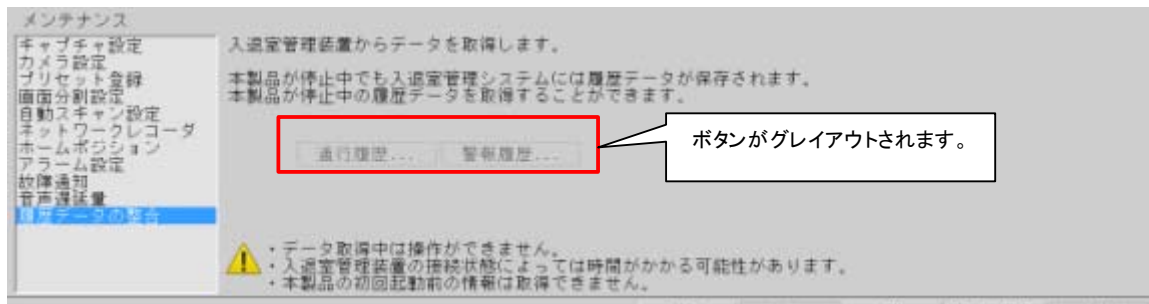 メンテナンス
キャプチャ設定
カメラ設定
プリセット登録
画面分割設定
自動スキャン設定
ネットワークレコーダ
ホームポジション
アラーム設定
故障通知
音声遅延量
履歴データの整合
入退室管理装置からデータを取得します。
本製品が停止中でも入退室管理システムには履歴データが保存されます。
本製品が停止中の履歴データを取得することができます。
通行履歴...
警報履歴...
ボタンがグレイアウトされます。
・データ取得中は操作ができません。
・入退室管理装置の接続状態によっては時間がかかる可能性があります。
・本製品の初回起動前の情報は取得できません。